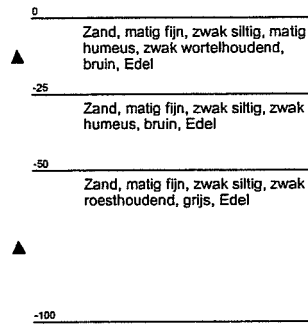 0
Zand, matig fijn, zwak siltig, matig
humeus, zwak wortelhoudend,
bruin, Edel
-25
Zand, matig fijn, zwak siltig, zwak
humeus, bruin, Edel
-50
Zand, matig fijn, zwak siltig, zwak
roesthoudend, grijs, Edel
-100